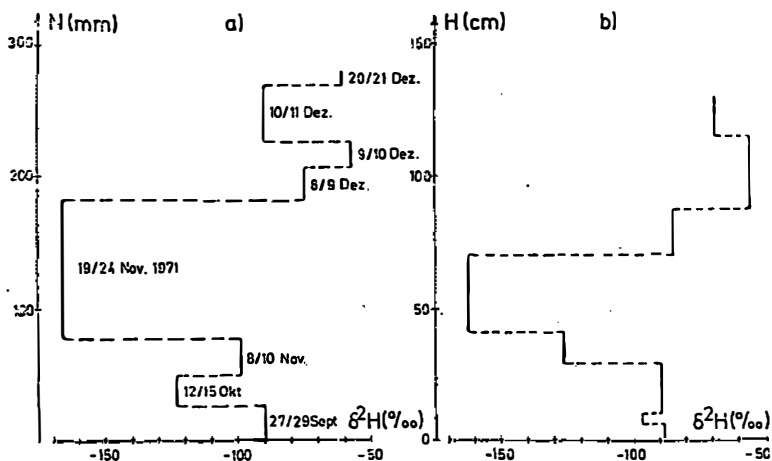 N (mm)
a)
300
20/21 Dez.
10/11 Dez.
9/10 Dez.
200
8/9 Dez.
19/24 Nov. 1971
8/10 Nov.
12/15 Okt
27/29 Sept
δ²H (‰)
-150
-100
-50
H (cm)
b)
150
100
50
0
δ²H (‰)
-150
-100
-50